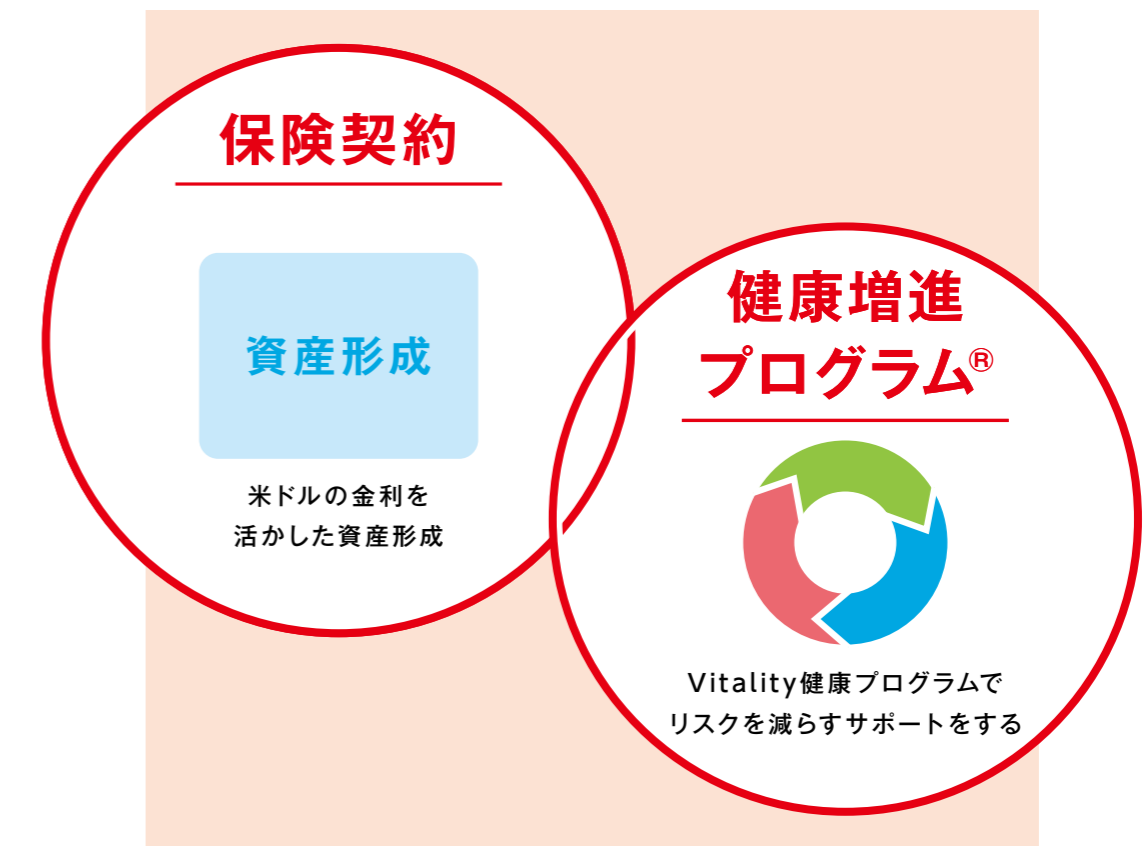 保険契約
資産形成
米ドルの金利を
活かした資産形成
健康増進
プログラム®
Vitality健康プログラムで
リスクを減らすサポートをする